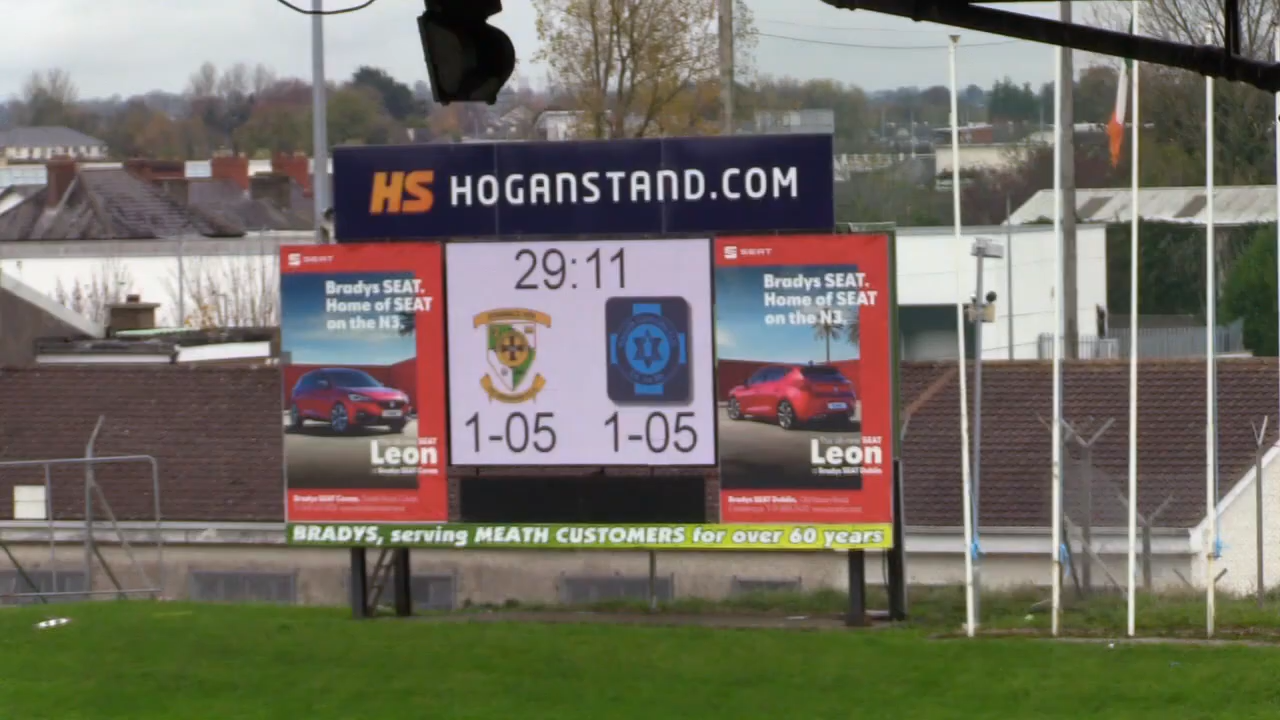 HS HOGANSTAND.COM
SEAT
Bradys SEAT.
Home of SEAT
on the N3.
Leon
29:11
1-05
1-05
SEAT
Bradys SEAT.
Home of SEAT
on the N3.
Leon
BRADYS, serving MEATH CUSTOMERS for over 60 years